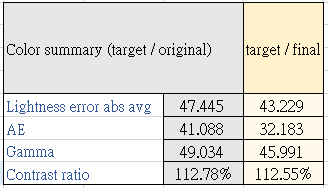 Color summary (target / original) target / final
Lightness error abs avg 47.445 43.229
AE 41.088 32.183
Gamma 49.034 45.991
Contrast ratio 112.78% 112.55%